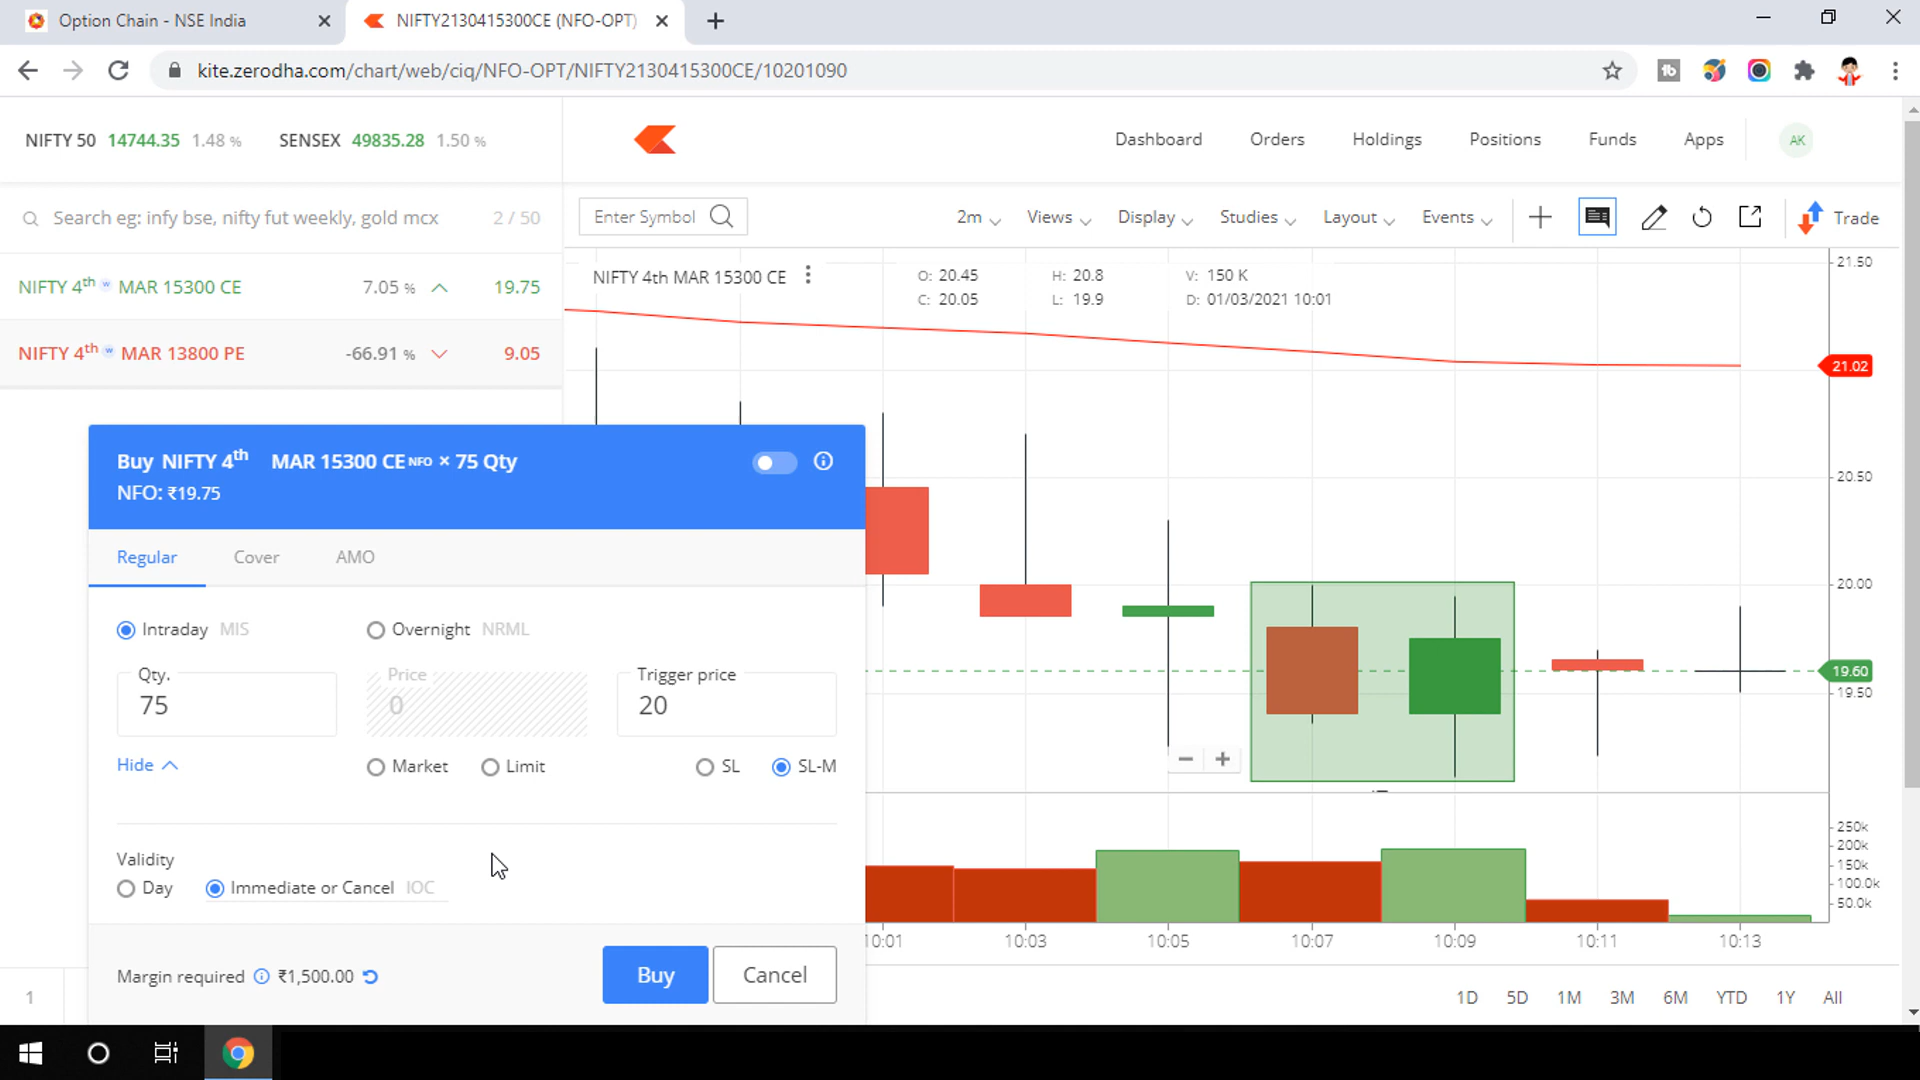 Option Chain - NSE India
NIFTY2130415300CE (NFO-OPT)
kite.zerodha.com/chart/web/ciq/NFO-OPT/NIFTY2130415300CE/10201090
NIFTY 50 14744.35 1.48 % SENSEX 49835.28 1.50 %
Dashboard Orders Holdings Positions Funds Apps AK
Search eg: infy bse, nifty fut weekly, gold mcx 2 / 50
Enter Symbol 2m Views Display Studies Layout Events Trade
NIFTY 4th w MAR 15300 CE 7.05 % 19.75
NIFTY 4th w MAR 13800 PE -66.91 % 9.05
NIFTY 4th MAR 15300 CE
O: 20.45 H: 20.8 V: 150 K
C: 20.05 L: 19.9 D: 01/03/2021 10:01
21.50
21.02
20.50
20.00
19.60
19.50
Buy NIFTY 4th MAR 15300 CE NFO × 75 Qty
NFO: ₹19.75
Regular Cover AMO
Intraday MIS Overnight NRML
Qty. Price Trigger price
75 0 20
Hide Market Limit SL SL-M
Validity
Day Immediate or Cancel IOC
Margin required ₹1,500.00 Buy Cancel
250k
200k
150k
100.0k
50.0k
10:01 10:03 10:05 10:07 10:09 10:11 10:13
1
1D 5D 1M 3M 6M YTD 1Y All